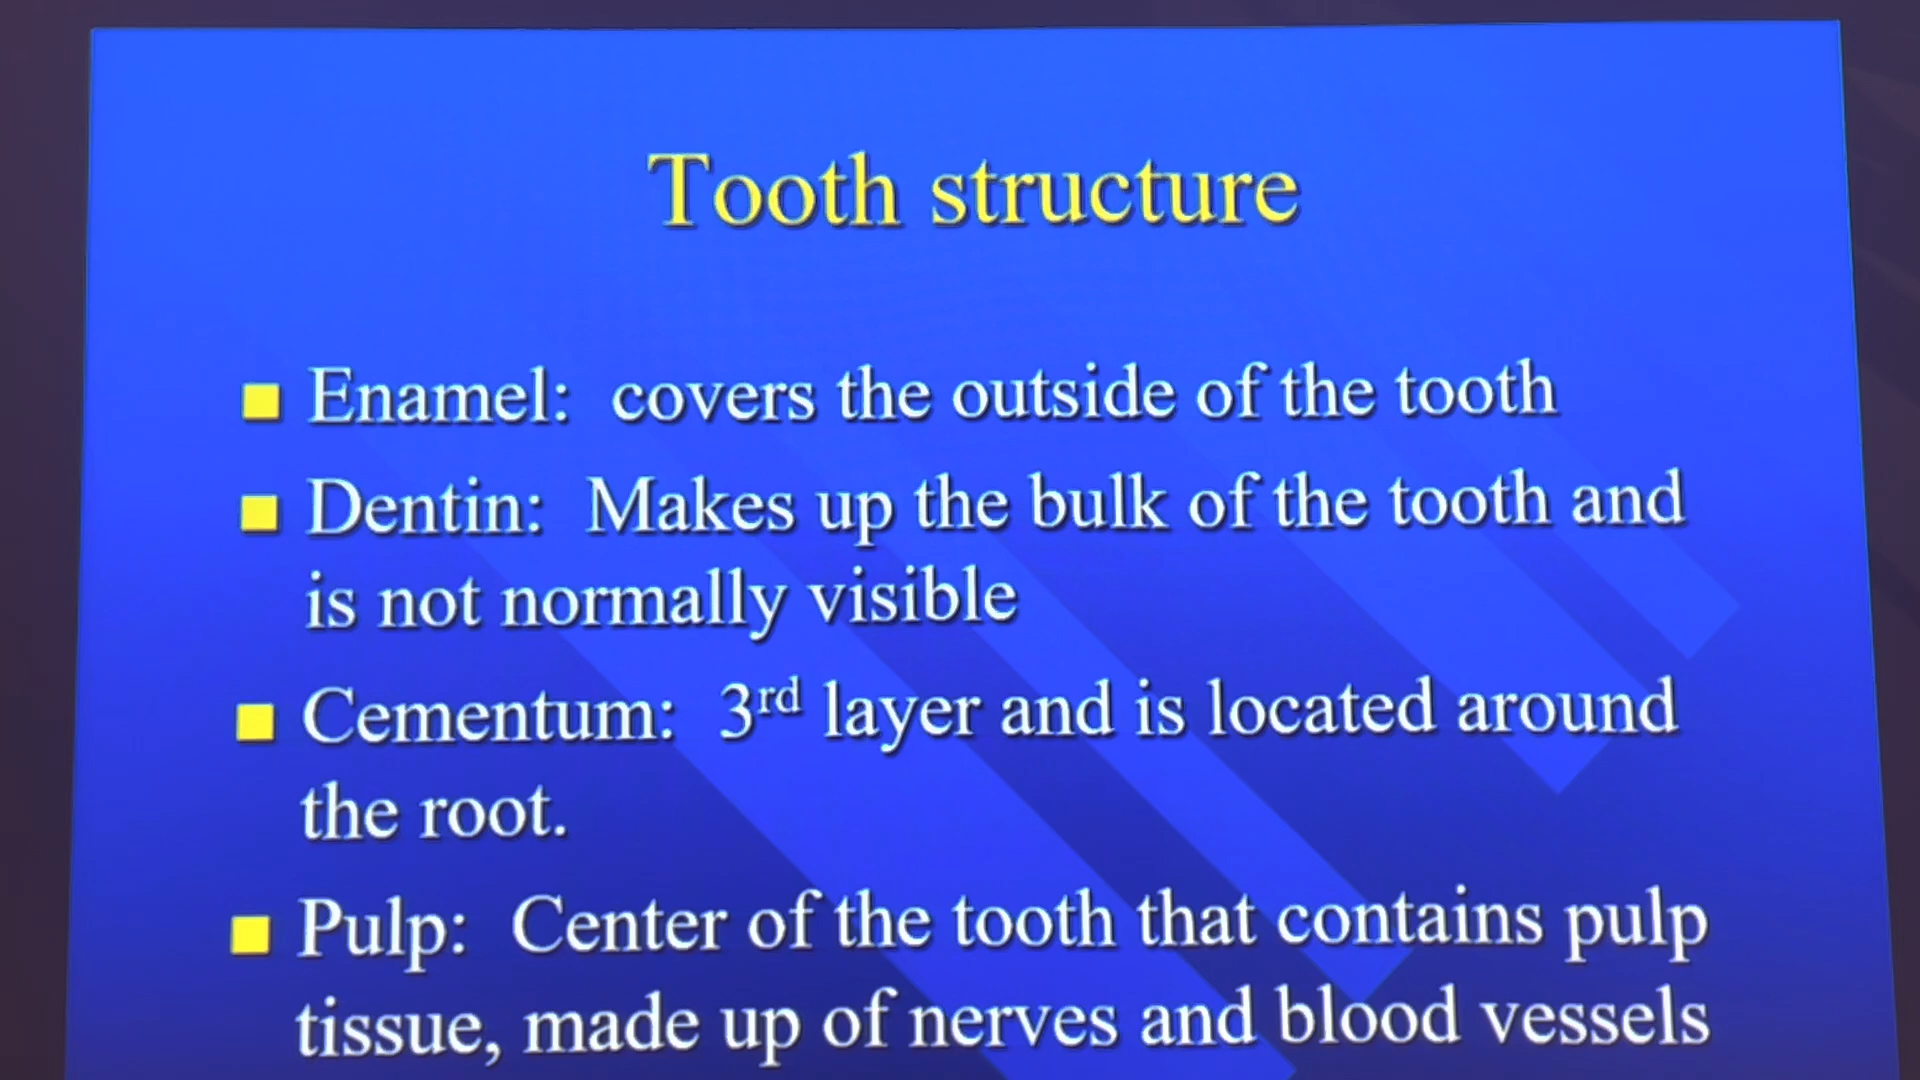 Tooth structure
Enamel:  covers the outside of the tooth
Dentin:  Makes up the bulk of the tooth and
is not normally visible
Cementum:  3rd layer and is located around
the root.
Pulp:  Center of the tooth that contains pulp
tissue, made up of nerves and blood vessels